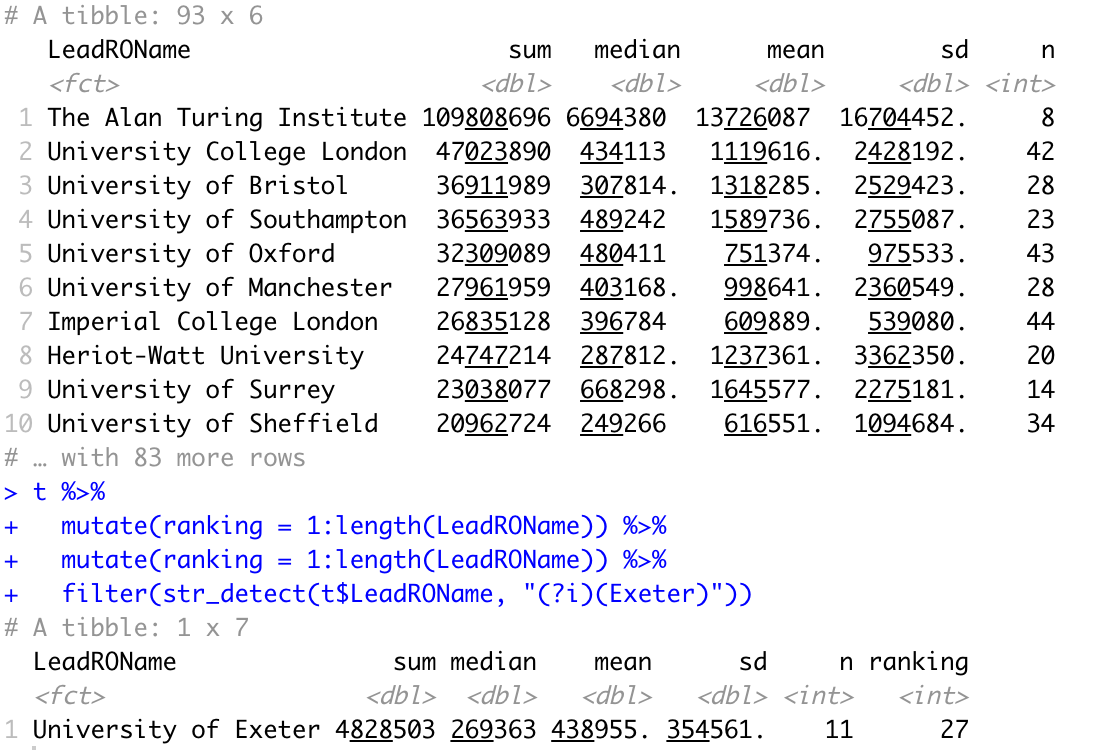 # A tibble: 93 x 6
   LeadROName                        sum  median      mean        sd     n
   <fct>                           <dbl>   <dbl>     <dbl>     <dbl> <int>
 1 The Alan Turing Institute 109808696 6694380  13726087  16704452.     8
 2 University College London  47023890  434113   1119616.  2428192.    42
 3 University of Bristol      36911989  307814.  1318285.  2529423.    28
 4 University of Southampton  36563933  489242   1589736.  2755087.    23
 5 University of Oxford       32309089  480411    751374.   975533.    43
 6 University of Manchester   27961959  403168.   998641.  2360549.    28
 7 Imperial College London    26835128  396784    609889.   539080.    44
 8 Heriot-Watt University     24747214  287812.  1237361.  3362350.    20
 9 University of Surrey       23038077  668298.  1645577.  2275181.    14
10 University of Sheffield    20962724  249266    616551.  1094684.    34
# … with 83 more rows
> t %>%
+   mutate(ranking = 1:length(LeadROName)) %>%
+   mutate(ranking = 1:length(LeadROName)) %>%
+   filter(str_detect(t$LeadROName, "(?i)(Exeter)"))
# A tibble: 1 x 7
  LeadROName               sum median    mean      sd     n ranking
  <fct>                  <dbl>  <dbl>   <dbl>   <dbl> <int>   <int>
1 University of Exeter 4828503 269363 438955. 354561.    11      27